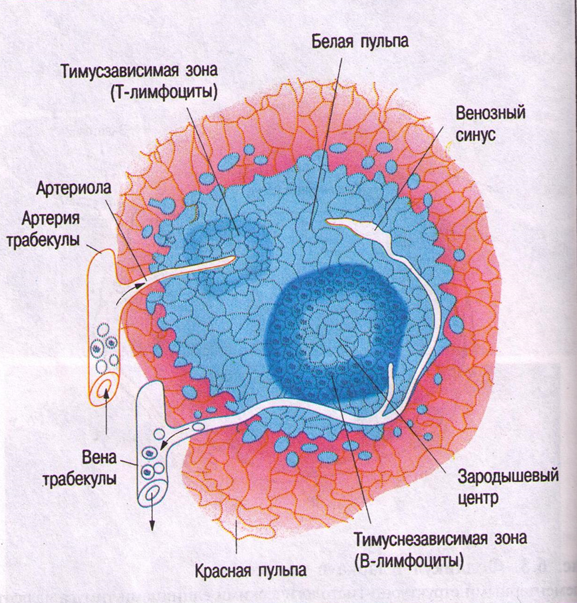 Белая пульпа
Тимусзависимая зона
(Т-лимфоциты)
Венозный
синус
Артериола
Артерия
трабекулы
Вена
трабекулы
Зародышевый
центр
Тимуснезависимая зона
(В-лимфоциты)
Красная пульпа